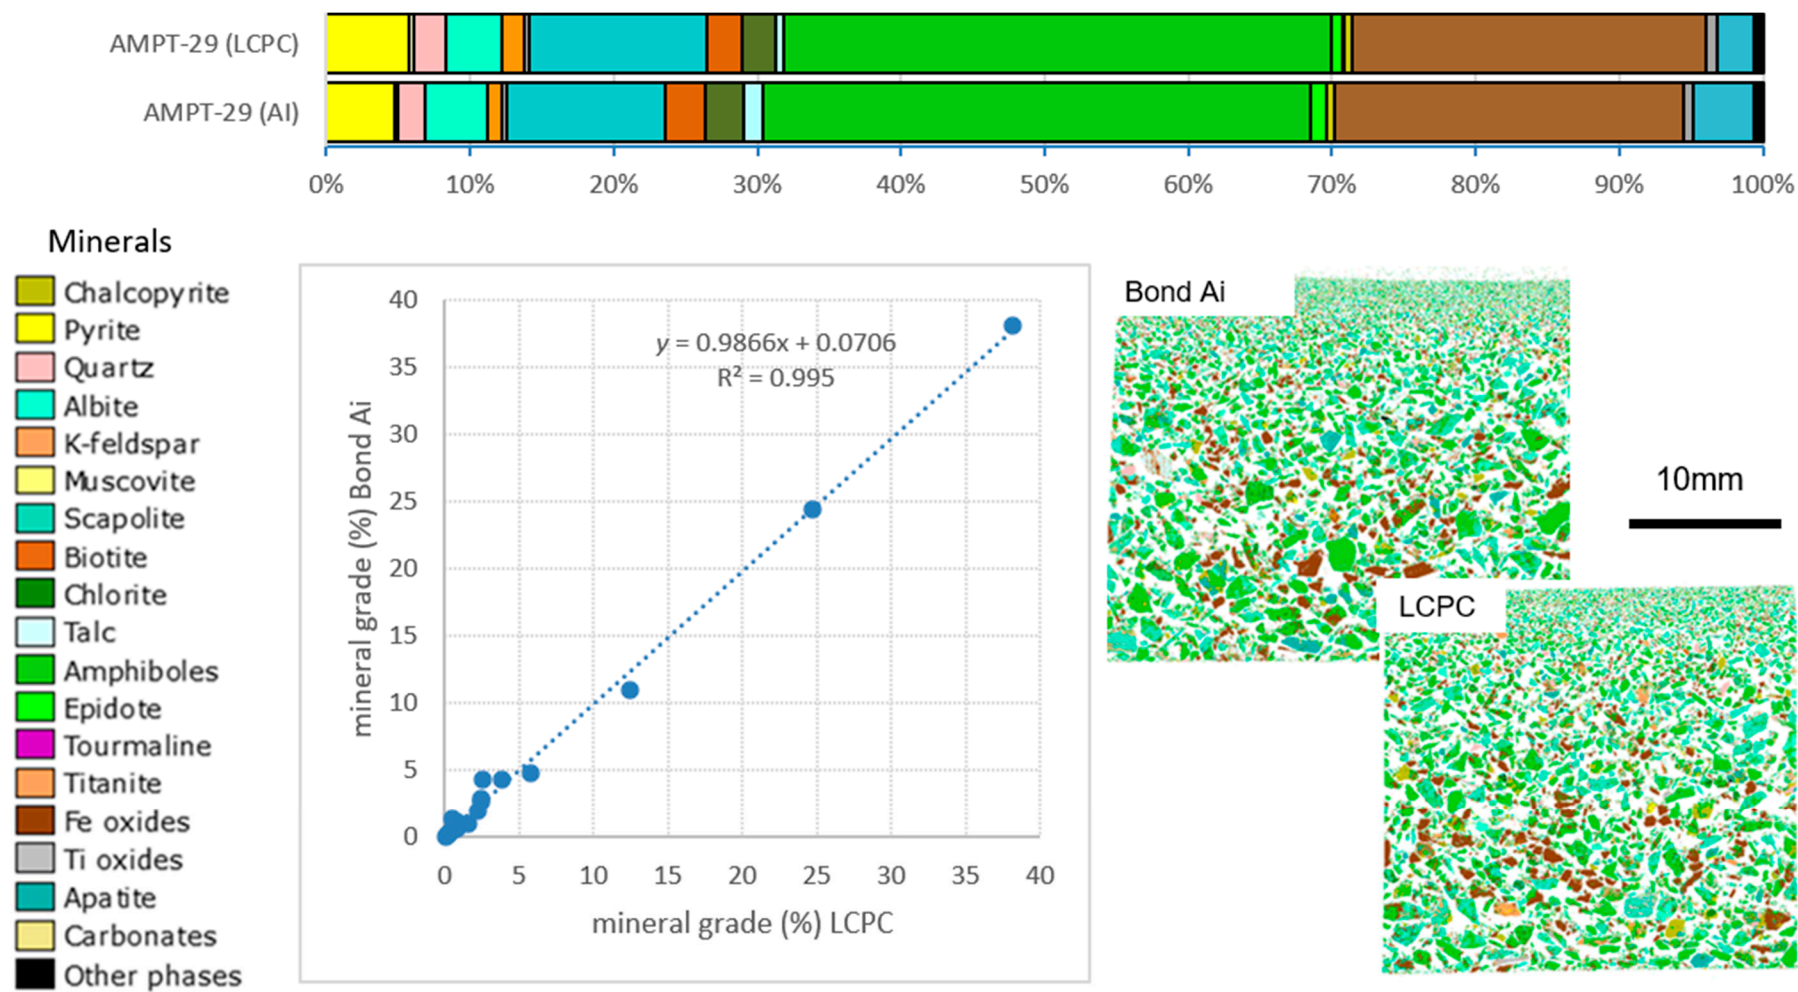 AMPT-29 (LCPC)
AMPT-29 (AI)
0% 10% 20% 30% 40% 50% 60% 70% 80% 90% 100%
Minerals
Chalcopyrite
Pyrite
Quartz
Albite
K-feldspar
Muscovite
Scapolite
Biotite
Chlorite
Talc
Amphiboles
Epidote
Tourmaline
Titanite
Fe oxides
Ti oxides
Apatite
Carbonates
Other phases
mineral grade (%) Bond Ai
40
35
30
25
20
15
10
5
0
y = 0.9866x + 0.0706
R² = 0.995
0 5 10 15 20 25 30 35 40
mineral grade (%) LCPC
Bond Ai
10mm
LCPC